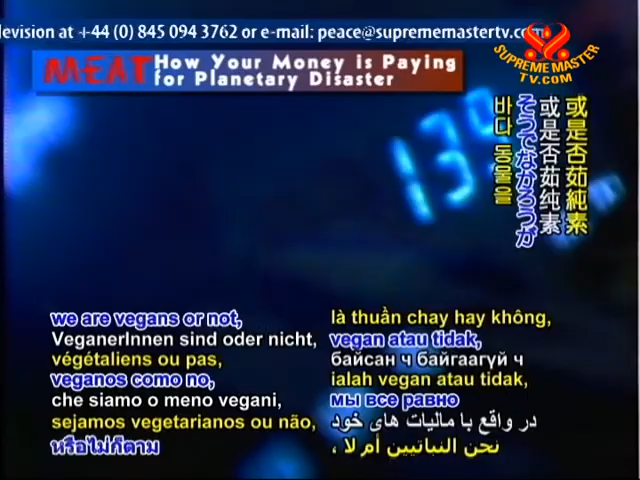 levision at +44 (0) 845 094 3762 or e-mail: peace@suprememastertv.com
SUPREME MASTER
TV.COM
MEAT How Your Money is Paying
for Planetary Disaster
139
或是否茹純素
或是否茹纯素
そうでなかろうが
바다 동물을
we are vegans or not,
VeganerInnen sind oder nicht,
végétaliens ou pas,
veganos como no,
che siamo o meno vegani,
sejamos vegetarianos ou não,
หรือไม่ก็ตาม
là thuần chay hay không,
vegan atau tidak,
байсан ч байгаагүй ч
ialah vegan atau tidak,
мы все равно
در واقع با مالیات های خود
نحن النباتيين أم لا ،